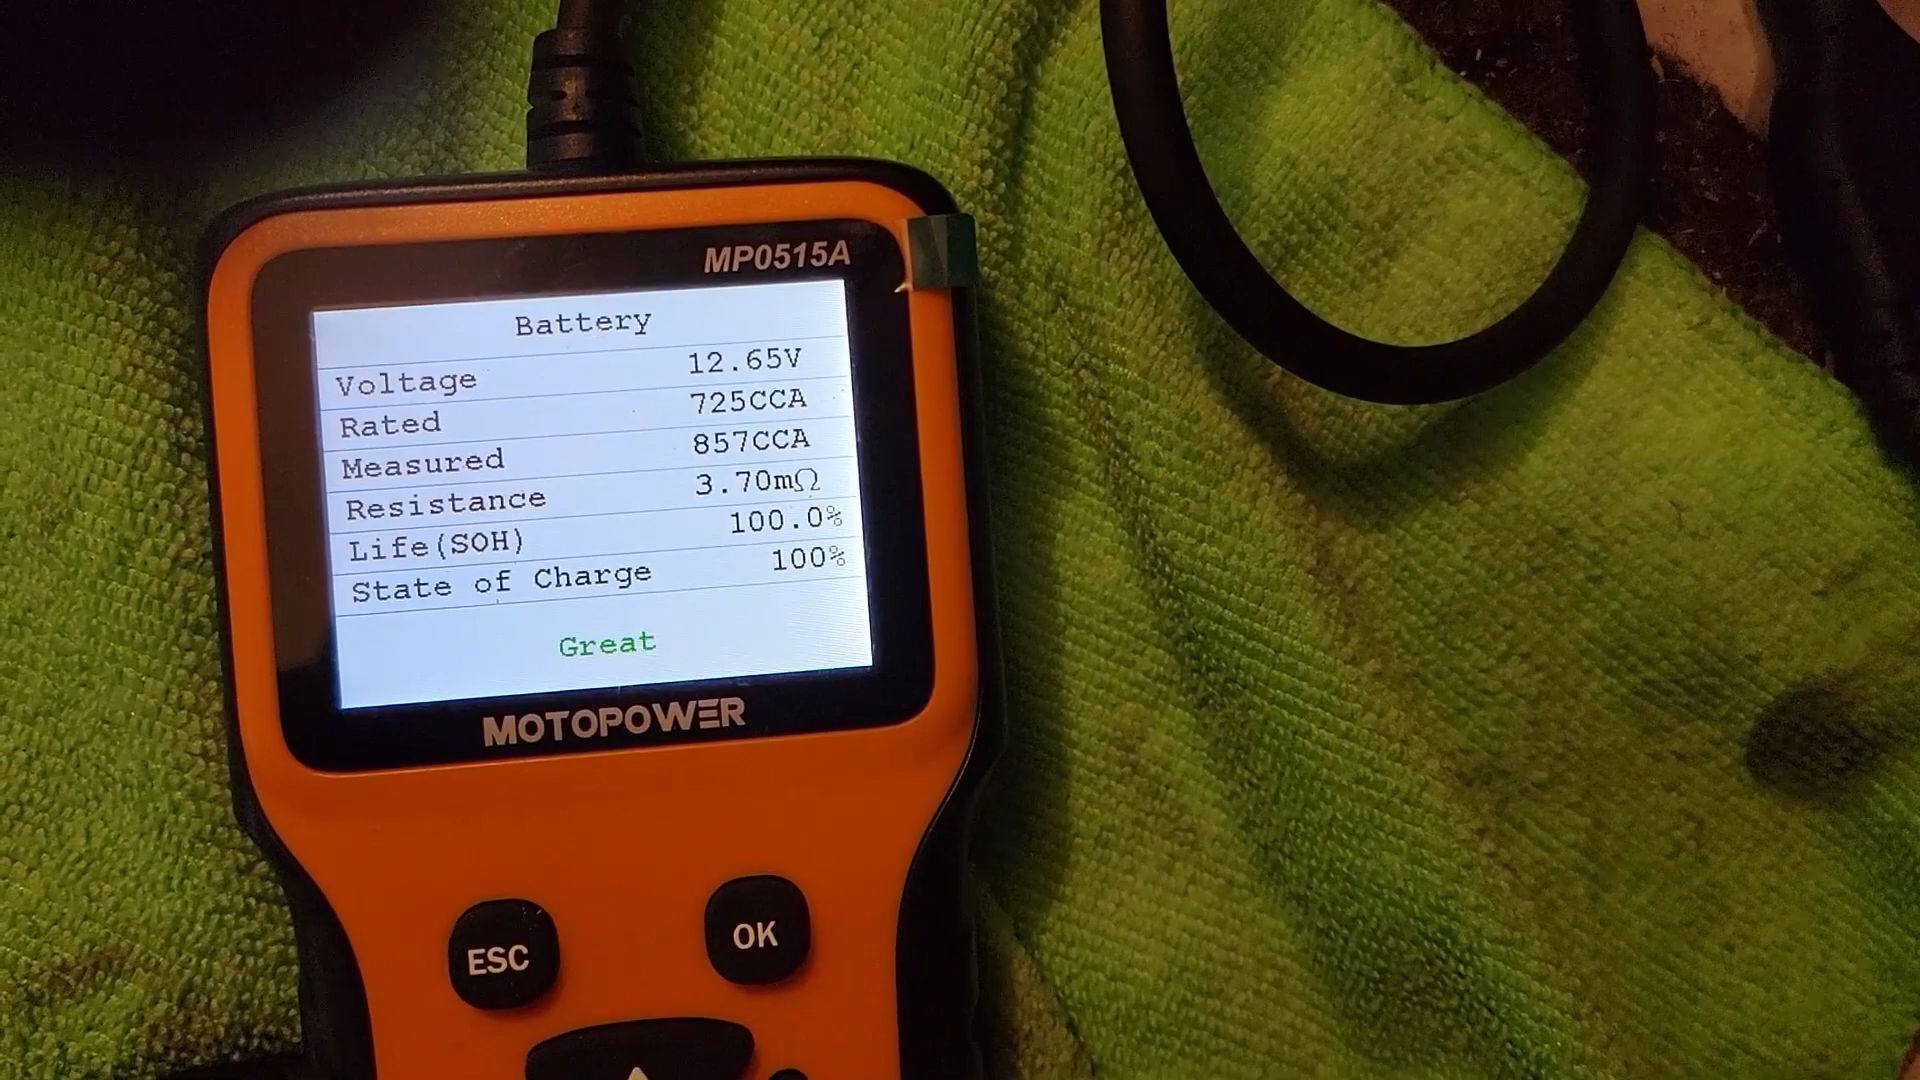 MP0515A
Battery
Voltage 12.65V
Rated 725CCA
Measured 857CCA
Resistance 3.70mΩ
Life(SOH) 100.0%
State of Charge 100%
Great
MOTOPOWER
ESC OK